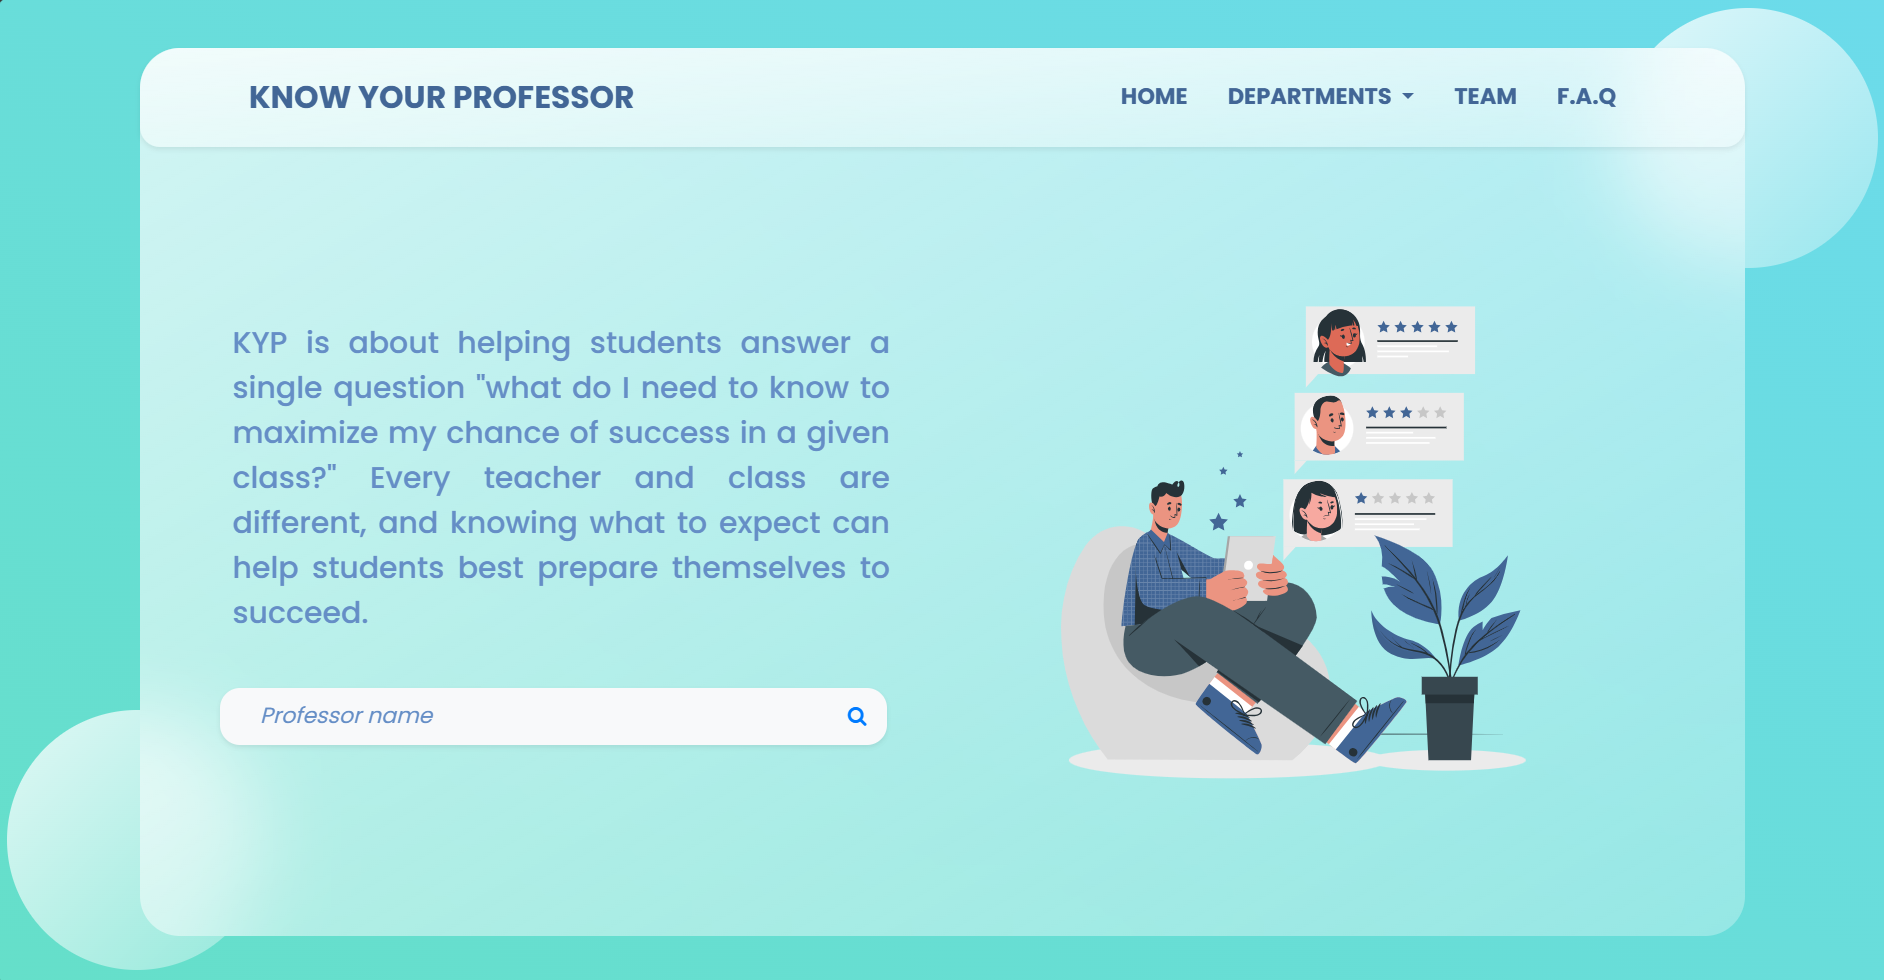 KNOW YOUR PROFESSOR
HOME DEPARTMENTS TEAM F.A.Q
KYP is about helping students answer a
single question "what do I need to know to
maximize my chance of success in a given
class?" Every teacher and class are
different, and knowing what to expect can
help students best prepare themselves to
succeed.
Professor name